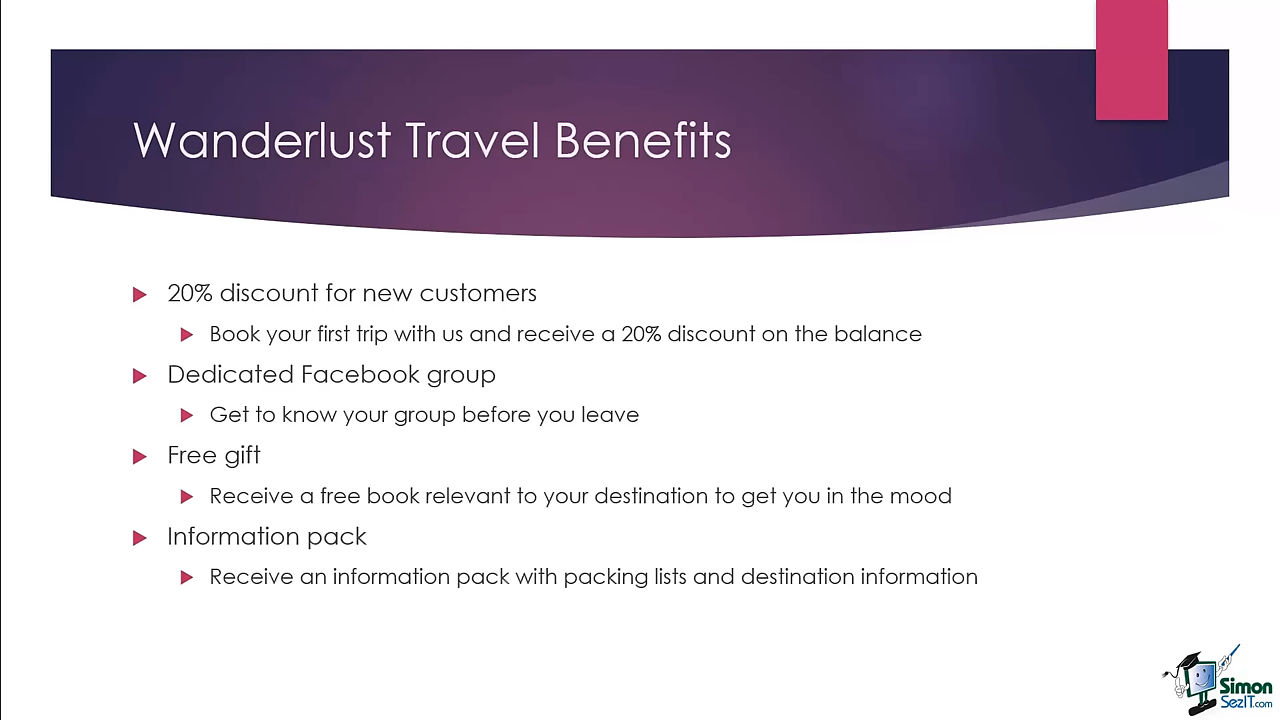 Wanderlust Travel Benefits
20% discount for new customers
Book your first trip with us and receive a 20% discount on the balance
Dedicated Facebook group
Get to know your group before you leave
Free gift
Receive a free book relevant to your destination to get you in the mood
Information pack
Receive an information pack with packing lists and destination information
Simon
SezIT.com